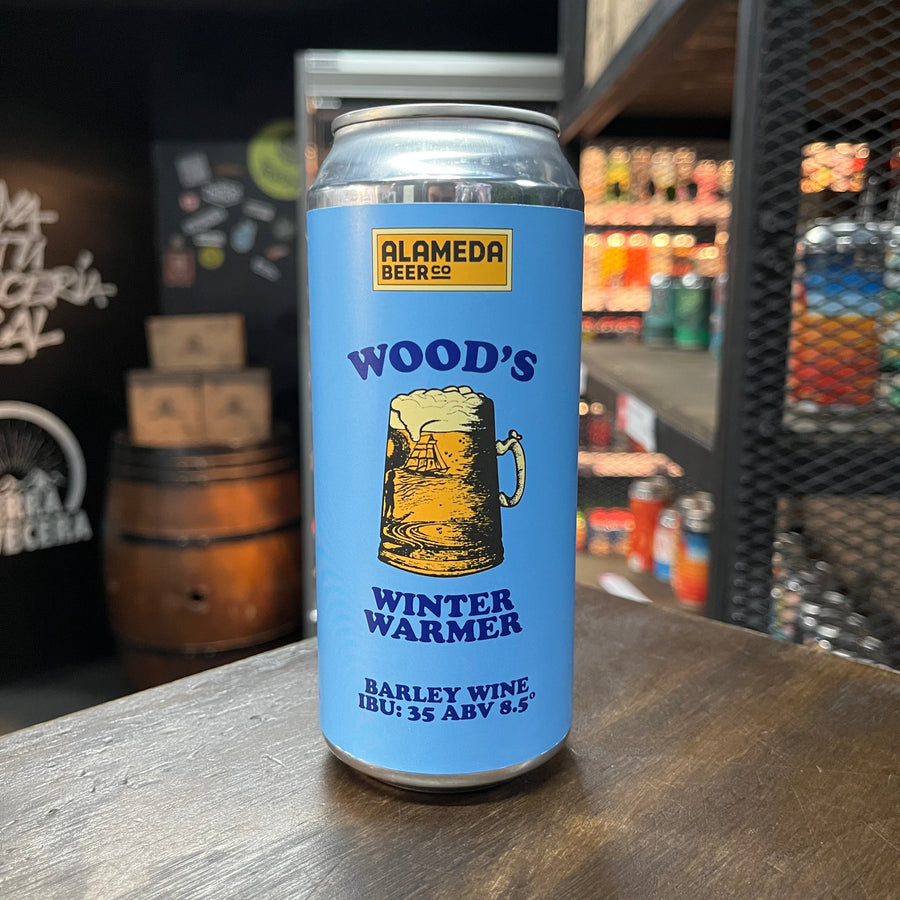 ALAMEDA
BEER CO
WOOD'S
WINTER
WARMER
BARLEY WINE
IBU: 35 ABV 8.5°